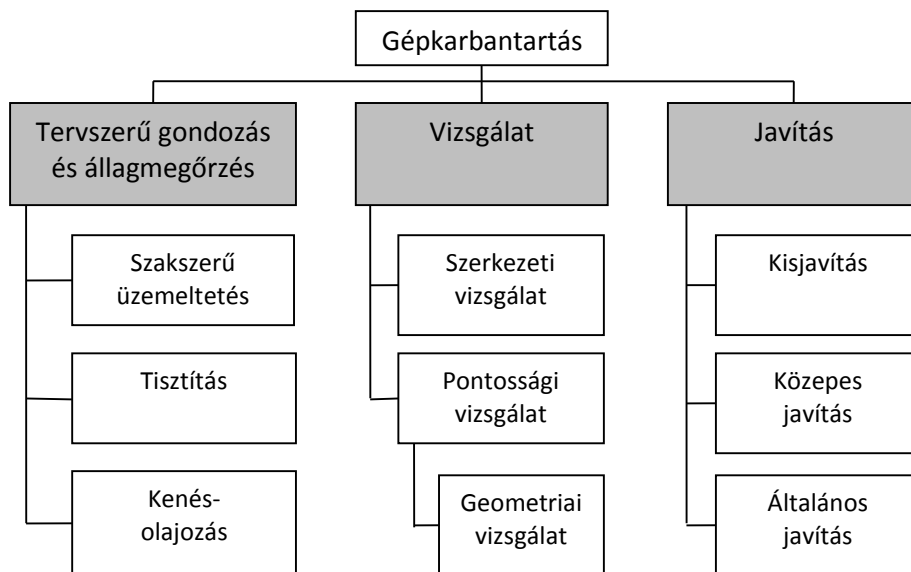 Gépkarbantartás
Tervszerű gondozás
és állagmegőrzés
Vizsgálat
Javítás
Szakszerű
üzemeltetés
Szerkezeti
vizsgálat
Kisjavítás
Tisztítás
Pontossági
vizsgálat
Közepes
javítás
Kenés-
olajozás
Geometriai
vizsgálat
Általános
javítás